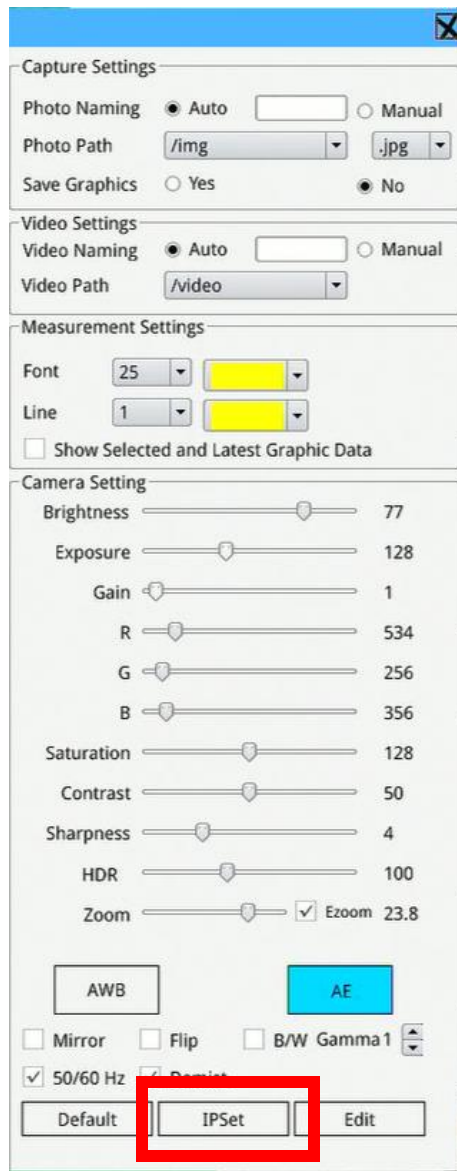 Capture Settings
Photo Naming Auto Manual
Photo Path /img .jpg
Save Graphics Yes No
Video Settings
Video Naming Auto Manual
Video Path /video
Measurement Settings
Font 25
Line 1
Show Selected and Latest Graphic Data
Camera Setting
Brightness 77
Exposure 128
Gain 1
R 534
G 256
B 356
Saturation 128
Contrast 50
Sharpness 4
HDR 100
Zoom Ezoom 23.8
AWB AE
Mirror Flip B/W Gamma1
50/60 Hz
Default IPSet Edit